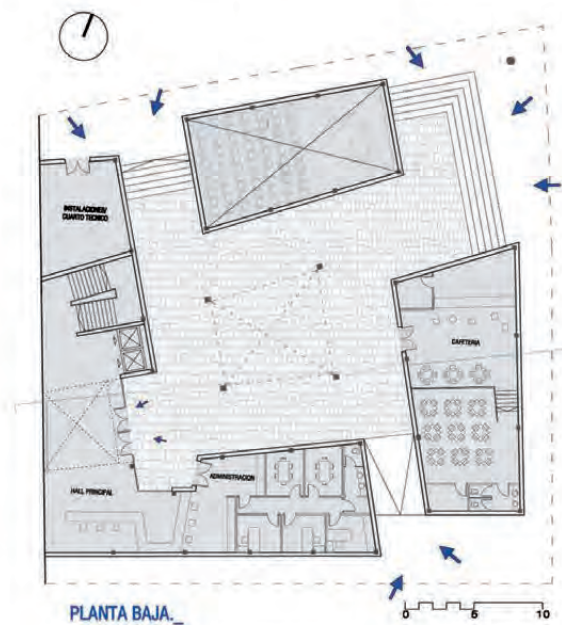 INSTALACIONES/
CUARTO TECNICO
CAFETERIA
ADMINISTRACION
HALL PRINCIPAL
PLANTA BAJA._
0 5 10